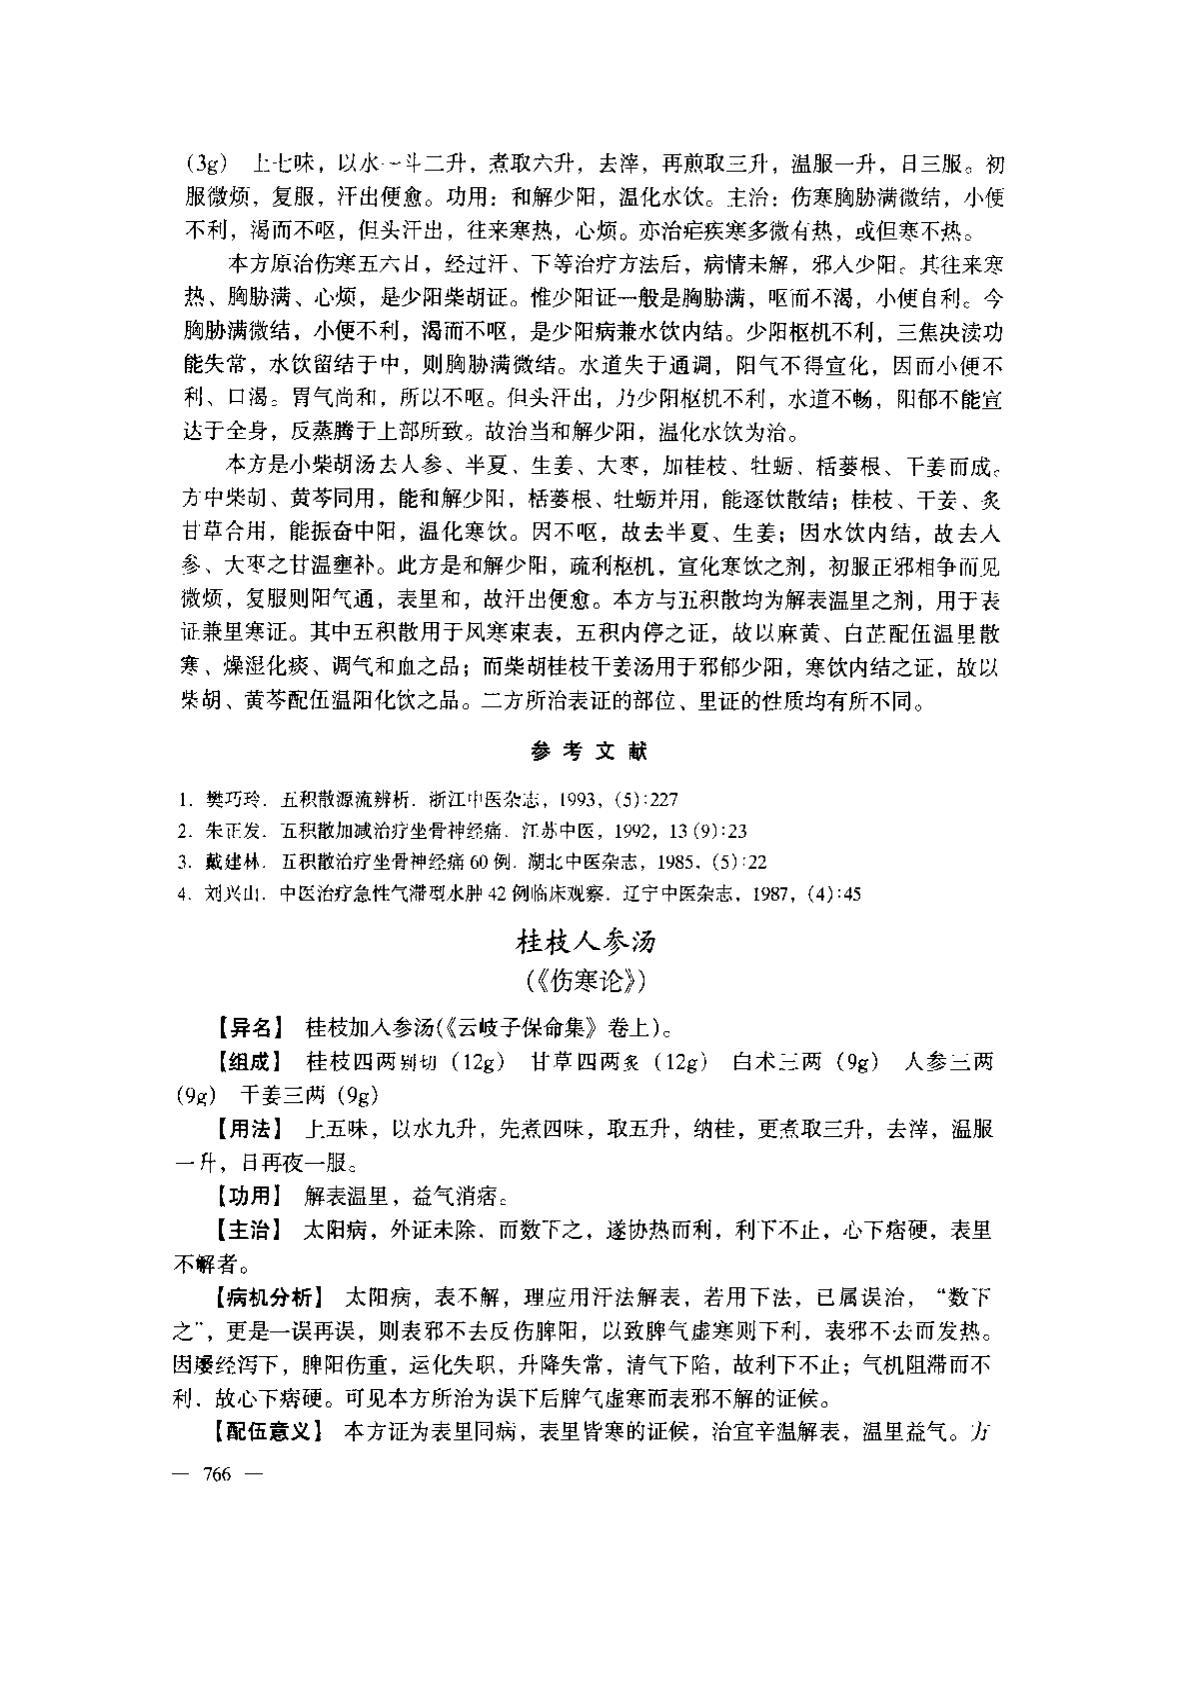 (3g)　上七味，以水一斗二升，煮取六升，去滓，再煎取三升，温服一升，日三服。初
服微烦，复服，汗出便愈。功用：和解少阳，温化水饮。主治：伤寒胸胁满微结，小便
不利，渴而不呕，但头汗出，往来寒热，心烦。亦治疟疾寒多微有热，或但寒不热。
本方原治伤寒五六日，经过汗、下等治疗方法后，病情未解，邪入少阳。其往来寒
热、胸胁满、心烦，是少阳柴胡证。惟少阳证一般是胸胁满，呕而不渴，小便自利。今
胸胁满微结，小便不利，渴而不呕，是少阳病兼水饮内结。少阳枢机不利，三焦决渎功
能失常，水饮留结于中，则胸胁满微结。水道失于通调，阳气不得宣化，因而小便不
利、口渴。胃气尚和，所以不呕。但头汗出，乃少阳枢机不利，水道不畅，阳郁不能宣
达于全身，反蒸腾于上部所致。故治当和解少阳，温化水饮为治。
本方是小柴胡汤去人参、半夏、生姜、大枣，加桂枝、牡蛎、栝蒌根、干姜而成。
方中柴胡、黄芩同用，能和解少阳，栝蒌根、牡蛎并用，能逐饮散结；桂枝、干姜、炙
甘草合用，能振奋中阳，温化寒饮。因不呕，故去半夏、生姜；因水饮内结，故去人
参、大枣之甘温壅补。此方是和解少阳，疏利枢机，宣化寒饮之剂，初服正邪相争而见
微烦，复服则阳气通，表里和，故汗出便愈。本方与五积散均为解表温里之剂，用于表
证兼里寒证。其中五积散用于风寒束表，五积内停之证，故以麻黄、白芷配伍温里散
寒、燥湿化痰、调气和血之品；而柴胡桂枝干姜汤用于邪郁少阳，寒饮内结之证，故以
柴胡、黄芩配伍温阳化饮之品。二方所治表证的部位、里证的性质均有所不同。
参 考 文 献
1. 樊巧玲. 五积散源流辨析. 浙江中医杂志，1993，(5):227
2. 朱正发. 五积散加减治疗坐骨神经痛. 江苏中医，1992，13(9):23
3. 戴建林. 五积散治疗坐骨神经痛 60 例. 湖北中医杂志，1985，(5):22
4. 刘兴山. 中医治疗急性气滞型水肿 42 例临床观察. 辽宁中医杂志，1987，(4):45
桂枝人参汤
(《伤寒论》)
【异名】　桂枝加人参汤(《云岐子保命集》卷上)。
【组成】　桂枝四两别切（12g）　甘草四两炙（12g）　白术三两（9g）　人参三两
(9g)　干姜三两（9g）
【用法】　上五味，以水九升，先煮四味，取五升，纳桂，更煮取三升，去滓，温服
一升，日再夜一服。
【功用】　解表温里，益气消痞。
【主治】　太阳病，外证未除，而数下之，遂协热而利，利下不止，心下痞硬，表里
不解者。
【病机分析】　太阳病，表不解，理应用汗法解表，若用下法，已属误治，“数下
之”，更是一误再误，则表邪不去反伤脾阳，以致脾气虚寒则下利，表邪不去而发热。
因屡经泻下，脾阳伤重，运化失职，升降失常，清气下陷，故利下不止；气机阻滞而不
利，故心下痞硬。可见本方所治为误下后脾气虚寒而表邪不解的证候。
【配伍意义】　本方证为表里同病，表里皆寒的证候，治宜辛温解表，温里益气。方
— 766 —